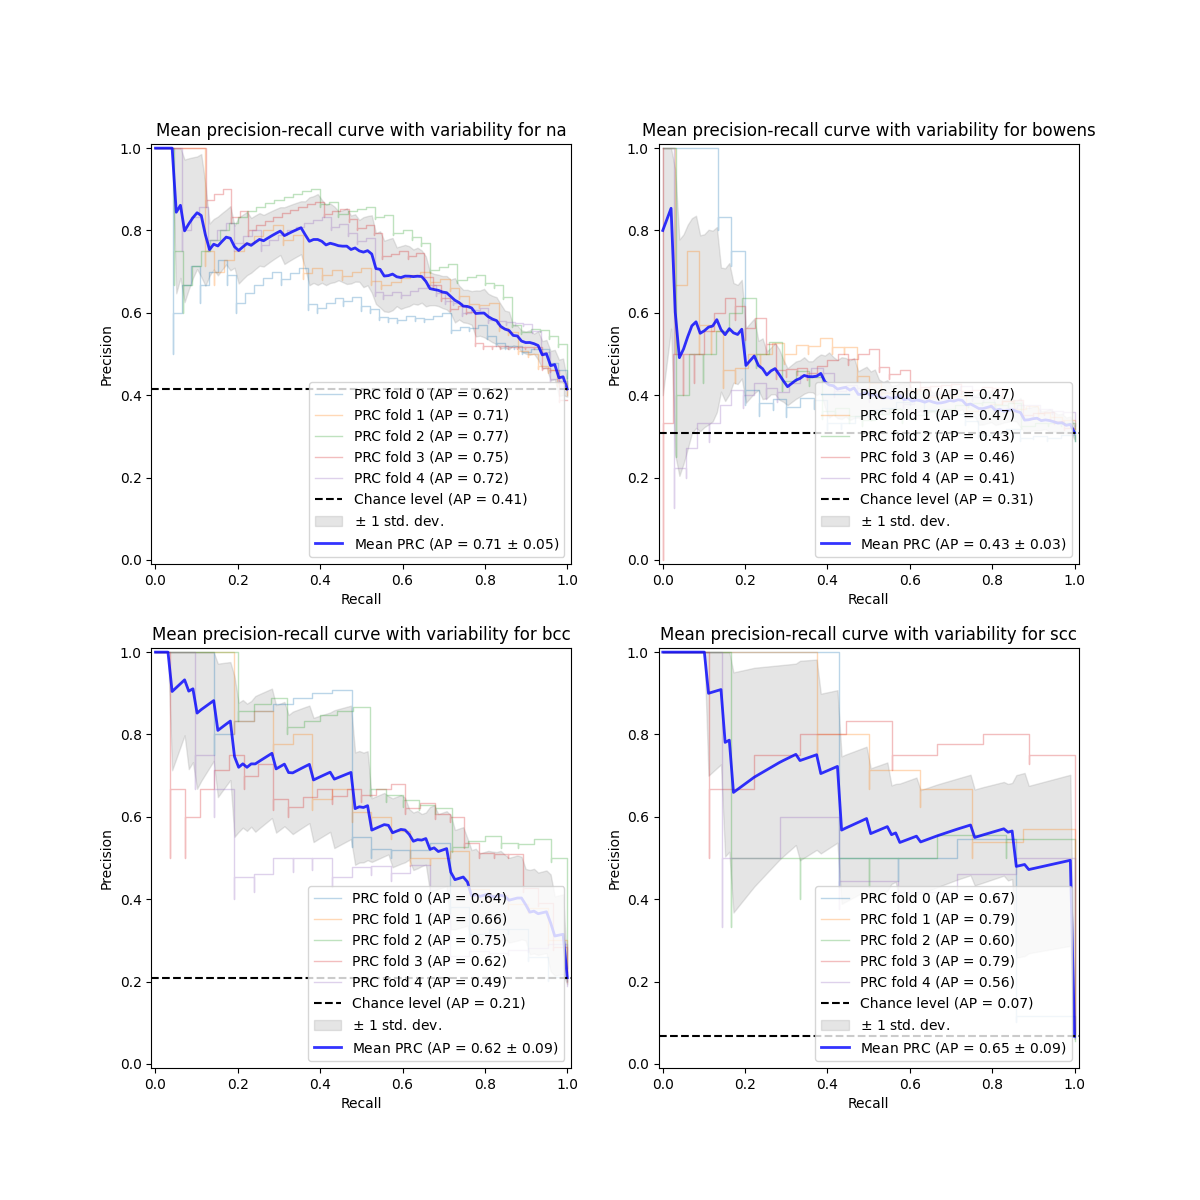 Mean precision-recall curve with variability for na
1.0
0.8
0.6
0.4
0.2
0.0
Precision
PRC fold 0 (AP = 0.62)
PRC fold 1 (AP = 0.71)
PRC fold 2 (AP = 0.77)
PRC fold 3 (AP = 0.75)
PRC fold 4 (AP = 0.72)
Chance level (AP = 0.41)
± 1 std. dev.
Mean PRC (AP = 0.71 ± 0.05)
0.0 0.2 0.4 0.6 0.8 1.0
Recall
Mean precision-recall curve with variability for bowens
1.0
0.8
0.6
0.4
0.2
0.0
Precision
PRC fold 0 (AP = 0.47)
PRC fold 1 (AP = 0.47)
PRC fold 2 (AP = 0.43)
PRC fold 3 (AP = 0.46)
PRC fold 4 (AP = 0.41)
Chance level (AP = 0.31)
± 1 std. dev.
Mean PRC (AP = 0.43 ± 0.03)
0.0 0.2 0.4 0.6 0.8 1.0
Recall
Mean precision-recall curve with variability for bcc
1.0
0.8
0.6
0.4
0.2
0.0
Precision
PRC fold 0 (AP = 0.64)
PRC fold 1 (AP = 0.66)
PRC fold 2 (AP = 0.75)
PRC fold 3 (AP = 0.62)
PRC fold 4 (AP = 0.49)
Chance level (AP = 0.21)
± 1 std. dev.
Mean PRC (AP = 0.62 ± 0.09)
0.0 0.2 0.4 0.6 0.8 1.0
Recall
Mean precision-recall curve with variability for scc
1.0
0.8
0.6
0.4
0.2
0.0
Precision
PRC fold 0 (AP = 0.67)
PRC fold 1 (AP = 0.79)
PRC fold 2 (AP = 0.60)
PRC fold 3 (AP = 0.79)
PRC fold 4 (AP = 0.56)
Chance level (AP = 0.07)
± 1 std. dev.
Mean PRC (AP = 0.65 ± 0.09)
0.0 0.2 0.4 0.6 0.8 1.0
Recall